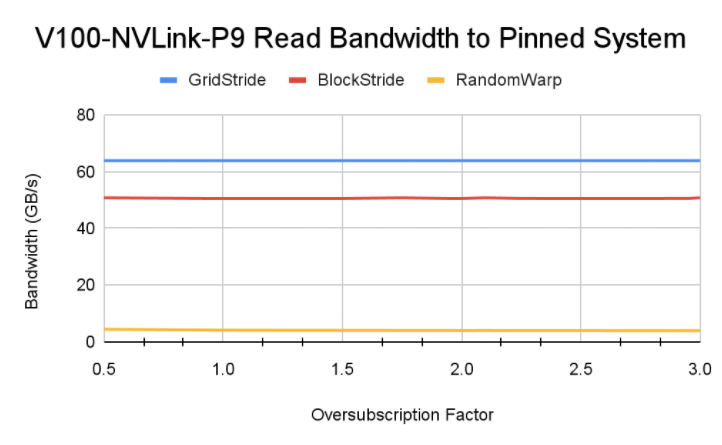 V100-NVLink-P9 Read Bandwidth to Pinned System
GridStride BlockStride RandomWarp
Bandwidth (GB/s)
80
60
40
20
0
0.5 1.0 1.5 2.0 2.5 3.0
Oversubscription Factor